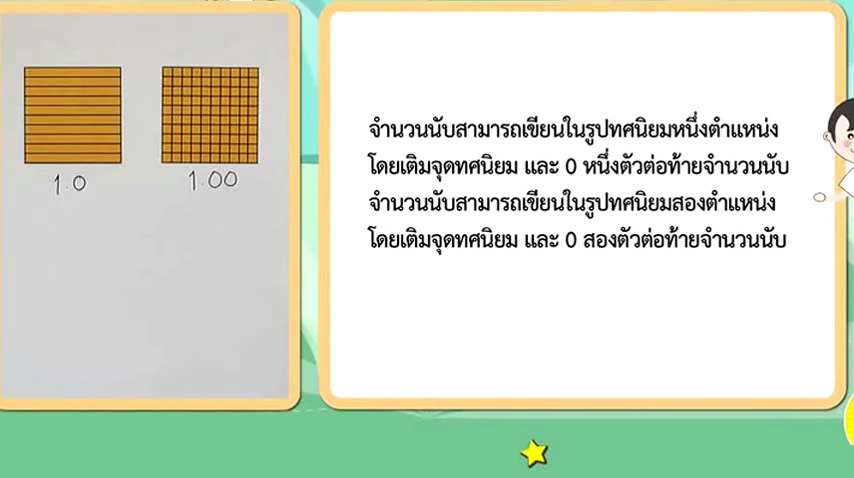 1.0 1.00
จำนวนนับสามารถเขียนในรูปทศนิยมหนึ่งตำแหน่ง
โดยเติมจุดทศนิยม และ 0 หนึ่งตัวต่อท้ายจำนวนนับ
จำนวนนับสามารถเขียนในรูปทศนิยมสองตำแหน่ง
โดยเติมจุดทศนิยม และ 0 สองตัวต่อท้ายจำนวนนับ